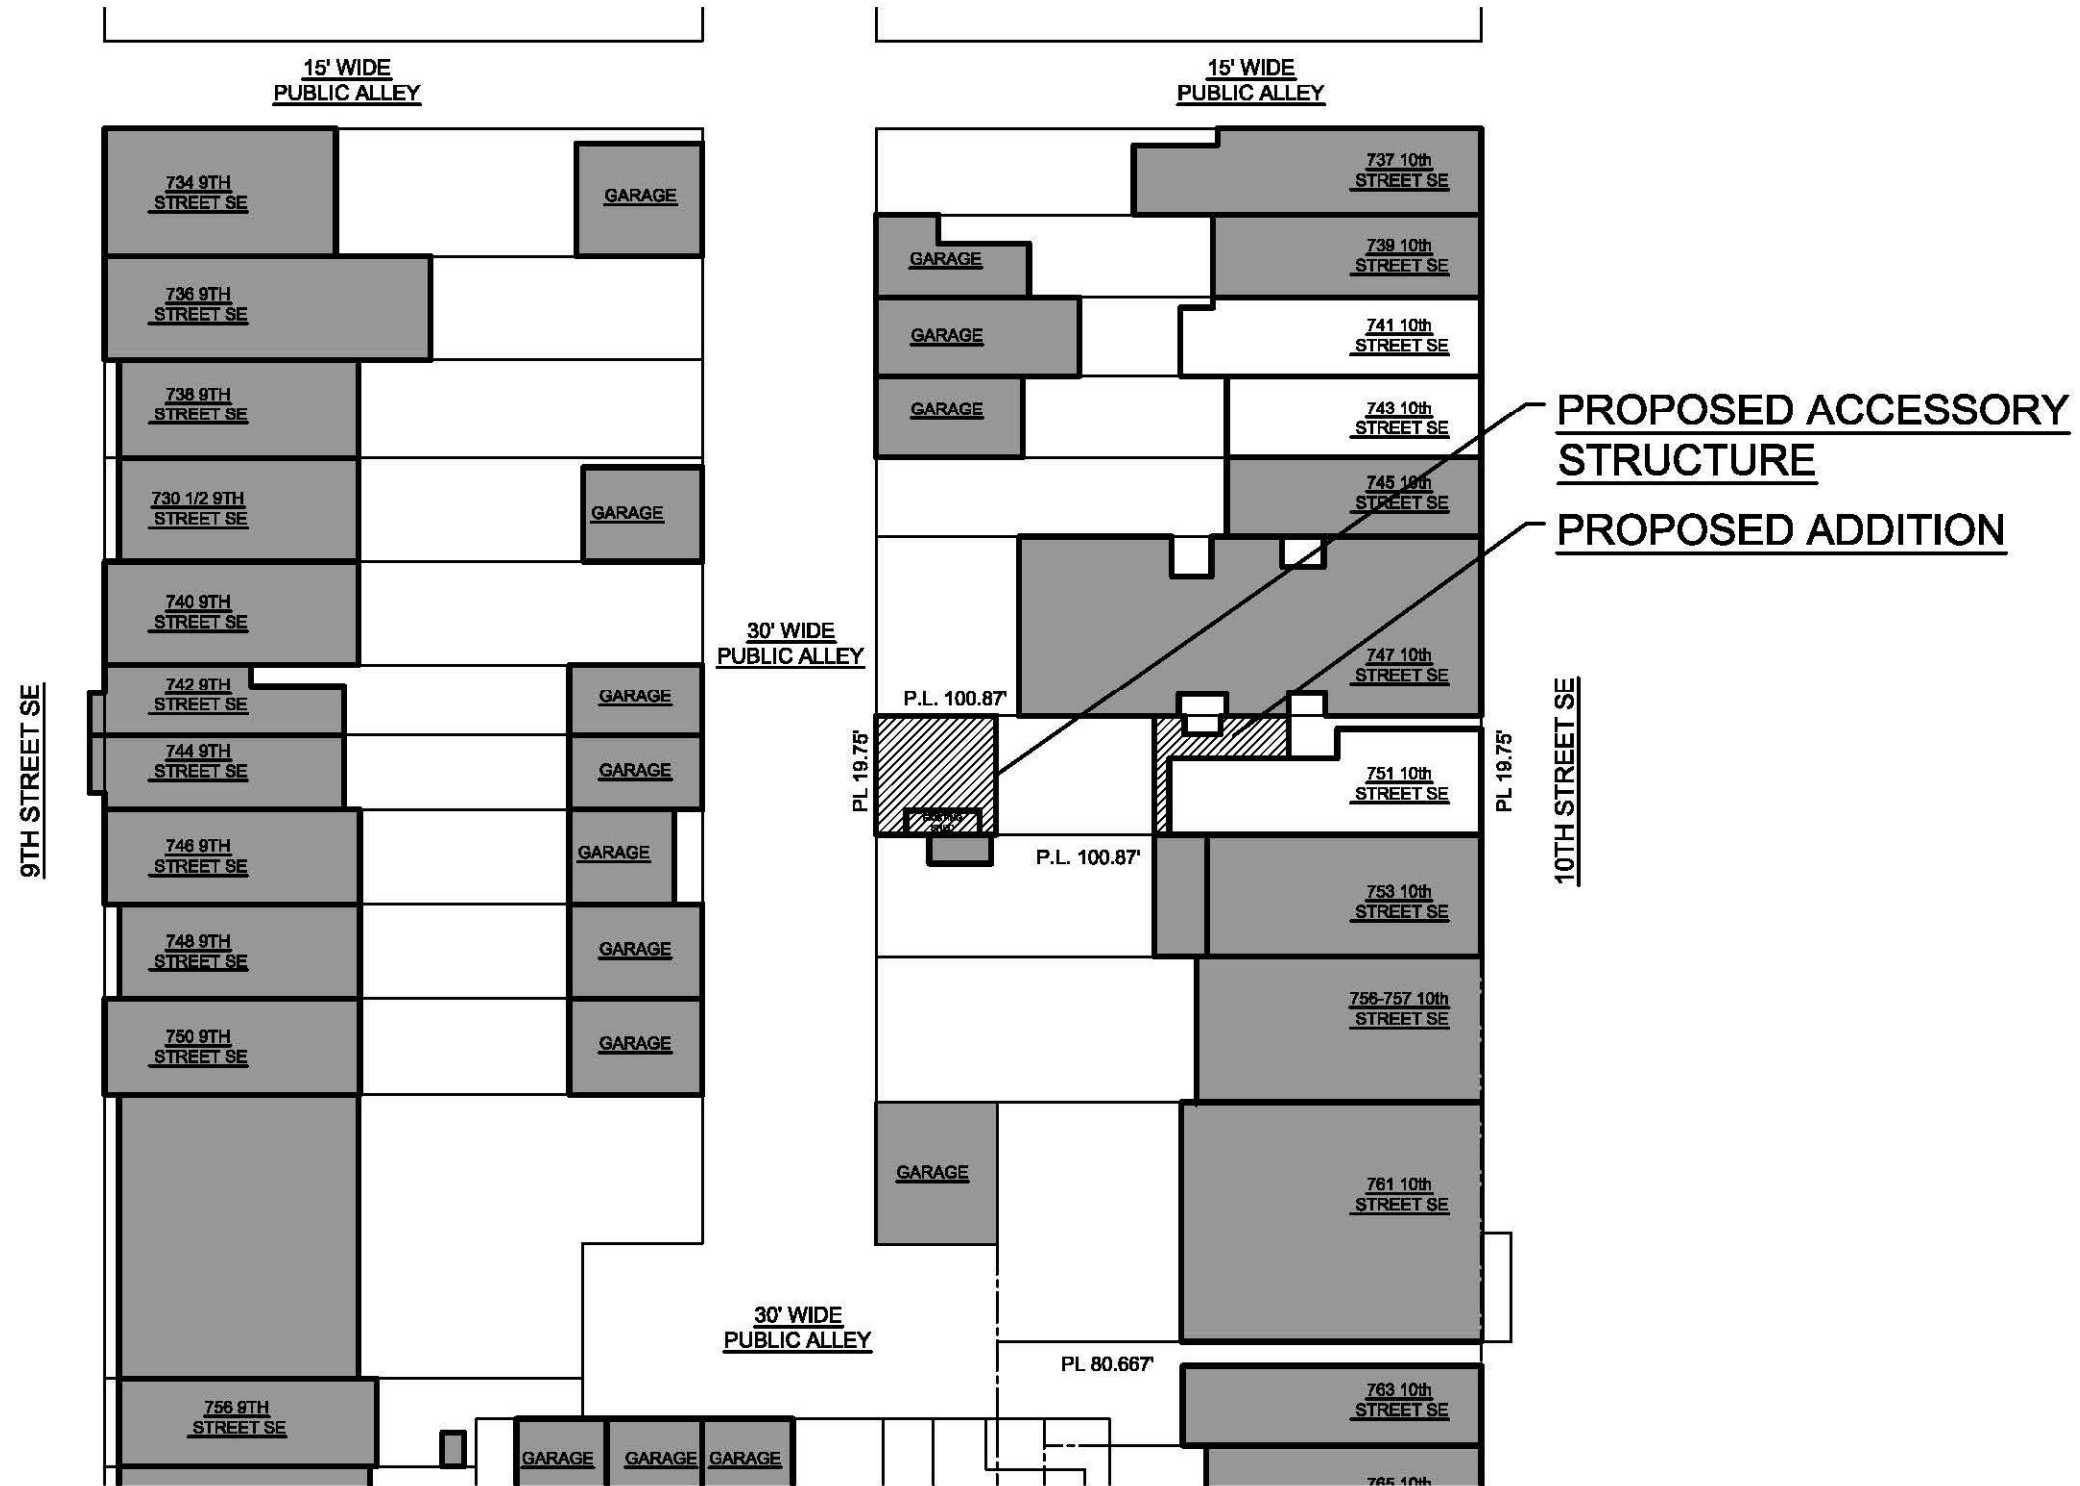 15' WIDE
PUBLIC ALLEY
15' WIDE
PUBLIC ALLEY
734 9TH
STREET SE
GARAGE
736 9TH
STREET SE
738 9TH
STREET SE
730 1/2 9TH
STREET SE
GARAGE
740 9TH
STREET SE
742 9TH
STREET SE
GARAGE
744 9TH
STREET SE
GARAGE
746 9TH
STREET SE
GARAGE
748 9TH
STREET SE
GARAGE
750 9TH
STREET SE
GARAGE
756 9TH
STREET SE
9TH STREET SE
30' WIDE
PUBLIC ALLEY
30' WIDE
PUBLIC ALLEY
GARAGE
GARAGE
GARAGE
737 10th
STREET SE
GARAGE
739 10th
STREET SE
GARAGE
741 10th
STREET SE
GARAGE
743 10th
STREET SE
745 10th
STREET SE
747 10th
STREET SE
P.L. 100.87'
PL 19.75'
751 10th
STREET SE
PL 19.75'
EXISTING
SHED
P.L. 100.87'
753 10th
STREET SE
756-757 10th
STREET SE
GARAGE
761 10th
STREET SE
PL 80.667'
763 10th
STREET SE
765 10th
10TH STREET SE
PROPOSED ACCESSORY
STRUCTURE
PROPOSED ADDITION